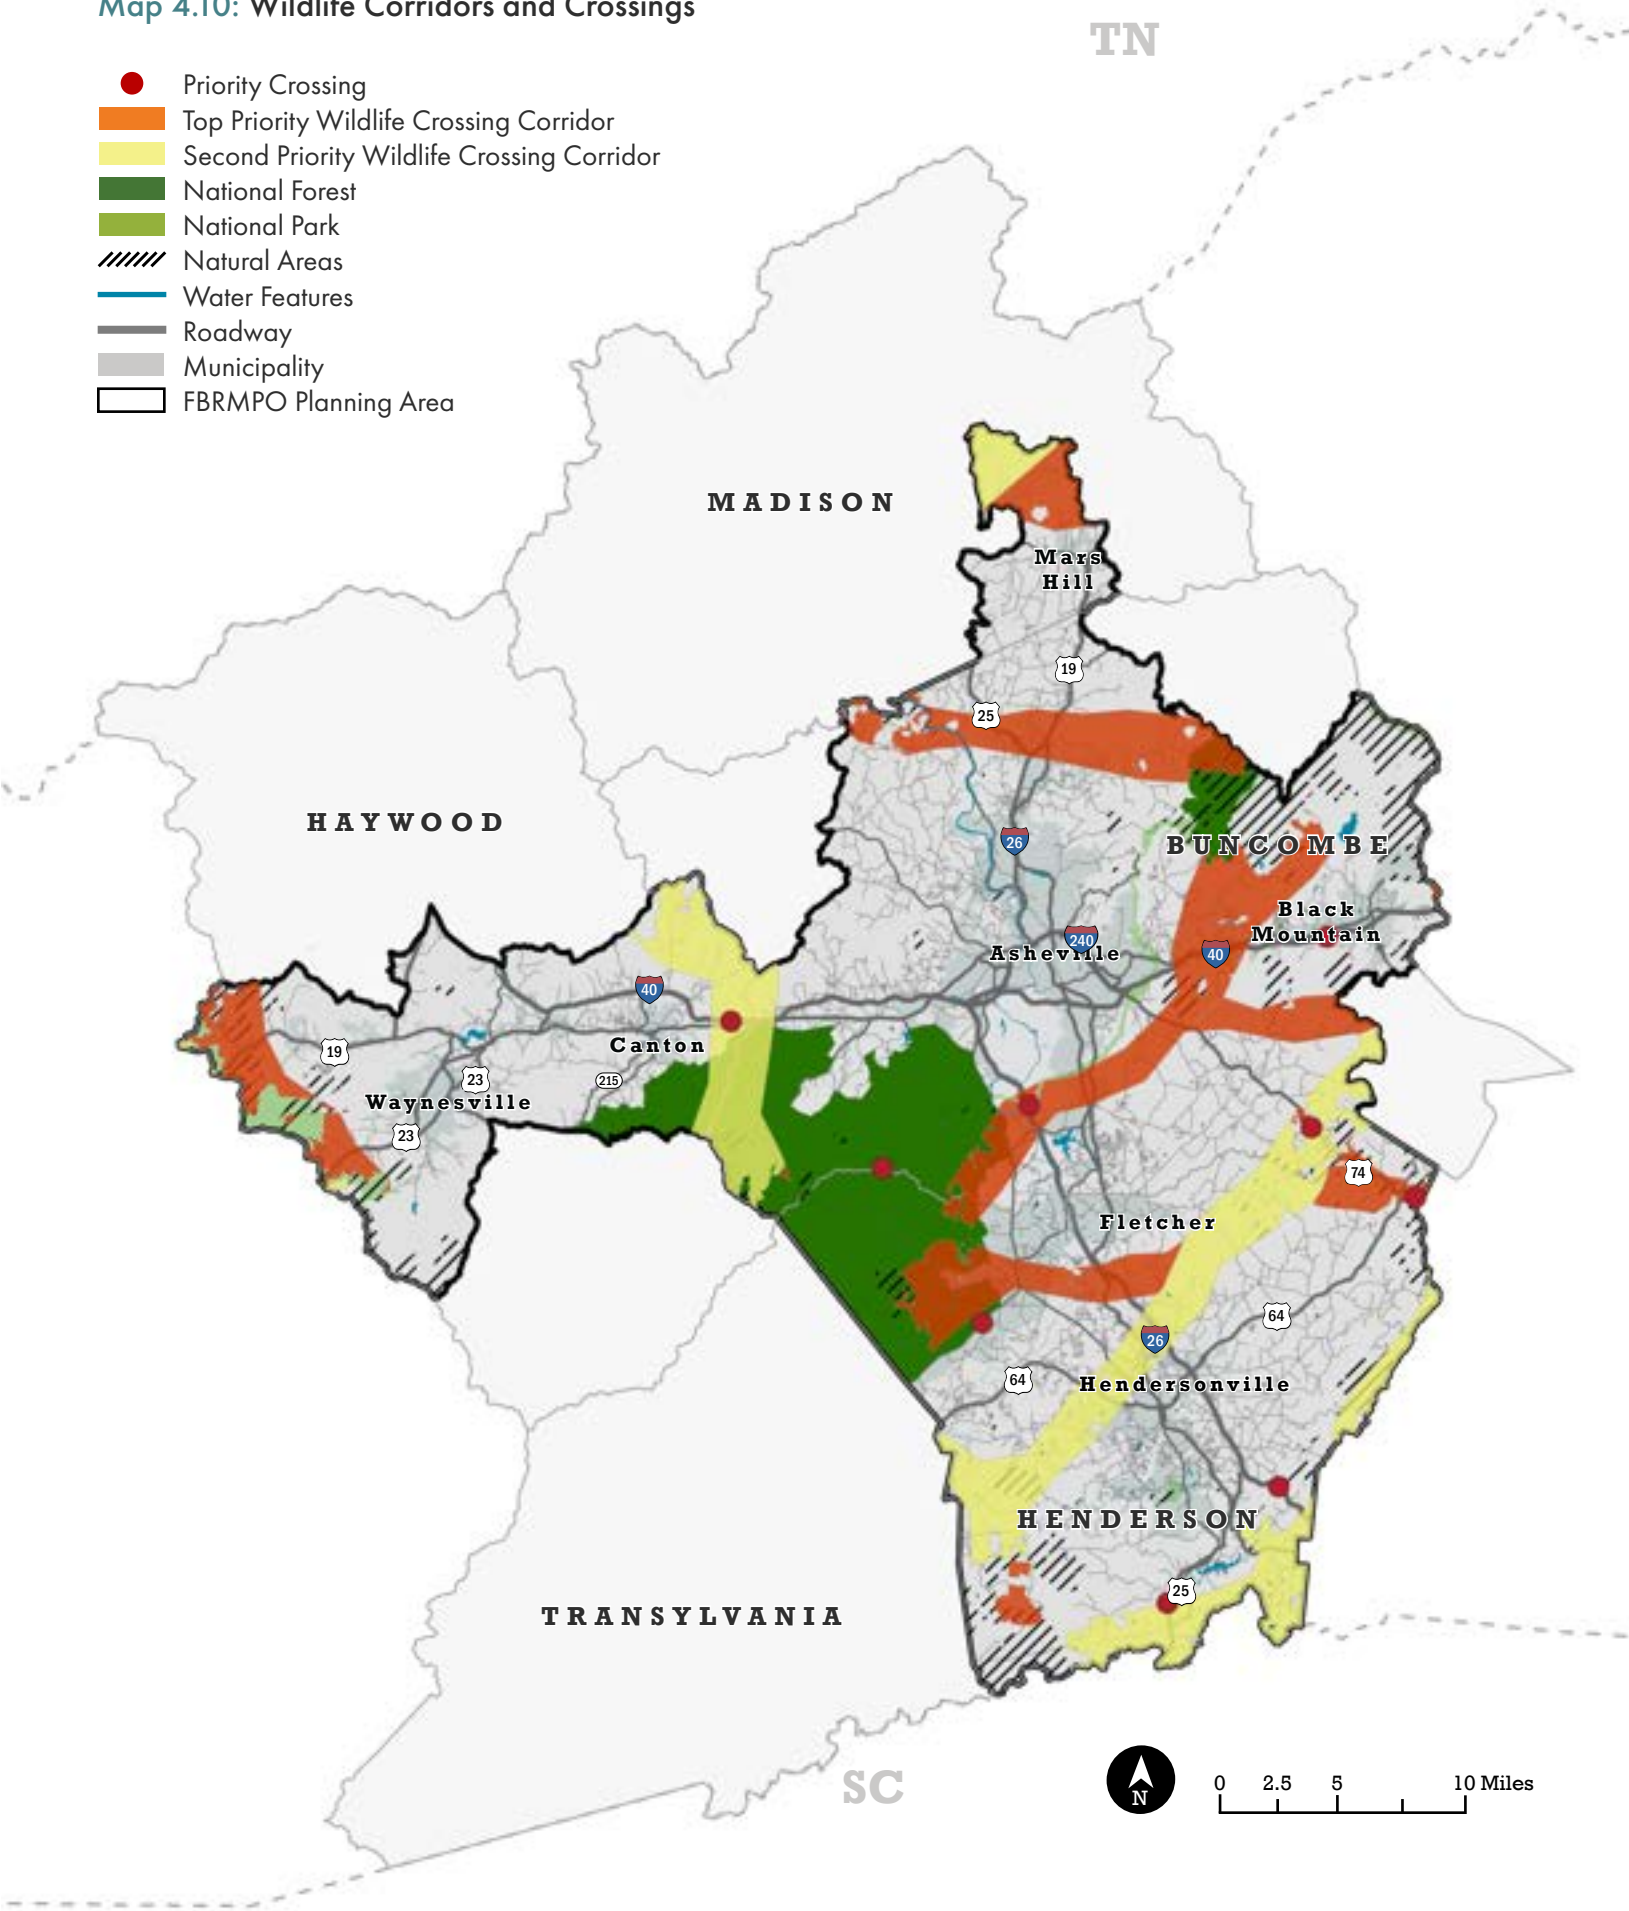 Map 4.10: Wildlife Corridors and Crossings
TN
Priority Crossing
Top Priority Wildlife Crossing Corridor
Second Priority Wildlife Crossing Corridor
National Forest
National Park
Natural Areas
Water Features
Roadway
Municipality
FBRMPO Planning Area
MADISON
Mars
Hill
19
25
HAYWOOD
26
BUNCOMBE
Black
Mountain
240
Asheville
40
40
Canton
19
23
215
Waynesville
23
74
Fletcher
64
26
64
Hendersonville
HENDERSON
25
TRANSYLVANIA
SC
N
0 2.5 5 10 Miles